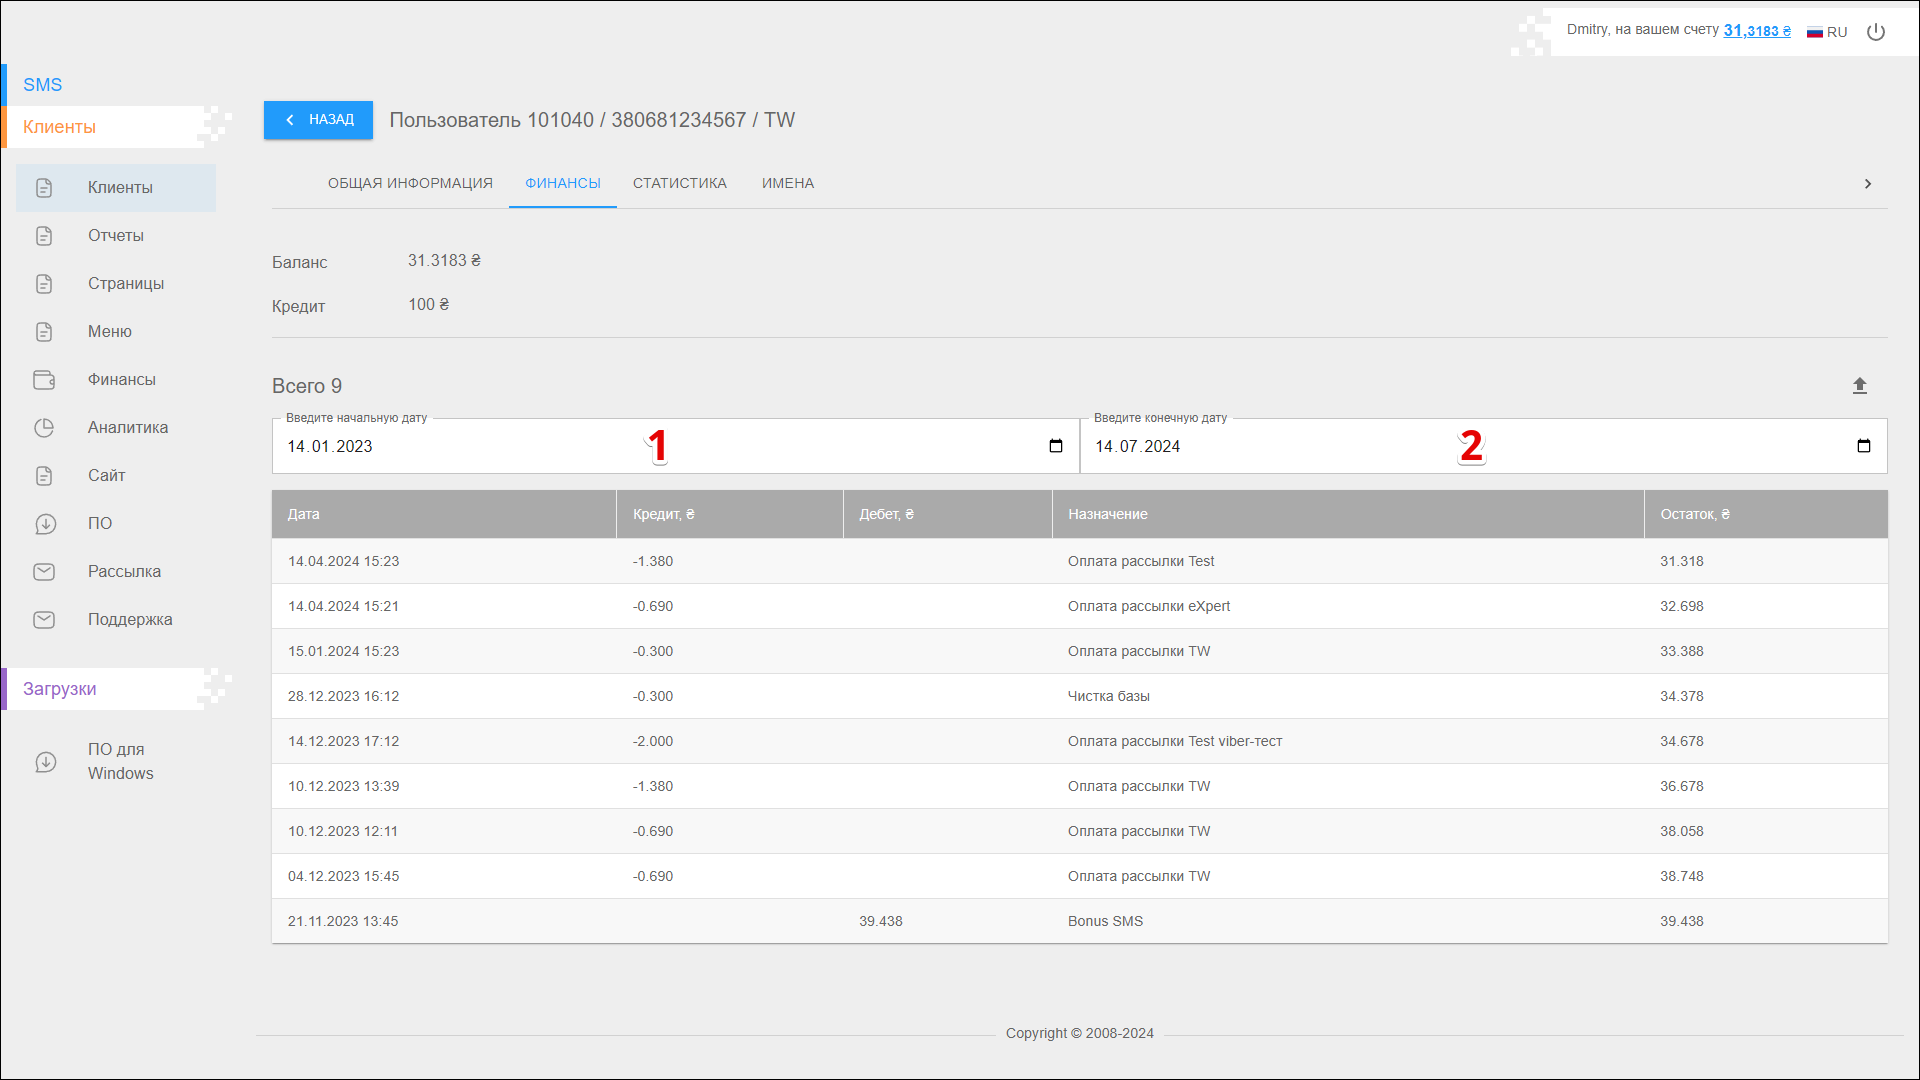 Dmitry, на вашем счету 31,3183 ₴ RU
SMS
Клиенты
НАЗАД
Пользователь 101040 / 380681234567 / TW
Клиенты
Отчеты
Страницы
Меню
Финансы
Аналитика
Сайт
ПО
Рассылка
Поддержка
Загрузки
ПО для
Windows
ОБЩАЯ ИНФОРМАЦИЯ ФИНАНСЫ СТАТИСТИКА ИМЕНА
Баланс 31.3183 ₴
Кредит 100 ₴
Всего 9
Введите начальную дату Введите конечную дату
14.01.2023 1 14.07.2024 2
Дата Кредит, ₴ Дебет, ₴ Назначение Остаток, ₴
14.04.2024 15:23 -1.380 Оплата рассылки Test 31.318
14.04.2024 15:21 -0.690 Оплата рассылки eXpert 32.698
15.01.2024 15:23 -0.300 Оплата рассылки TW 33.388
28.12.2023 16:12 -0.300 Чистка базы 34.378
14.12.2023 17:12 -2.000 Оплата рассылки Test viber-тест 34.678
10.12.2023 13:39 -1.380 Оплата рассылки TW 36.678
10.12.2023 12:11 -0.690 Оплата рассылки TW 38.058
04.12.2023 15:45 -0.690 Оплата рассылки TW 38.748
21.11.2023 13:45 39.438 Bonus SMS 39.438
Copyright © 2008-2024